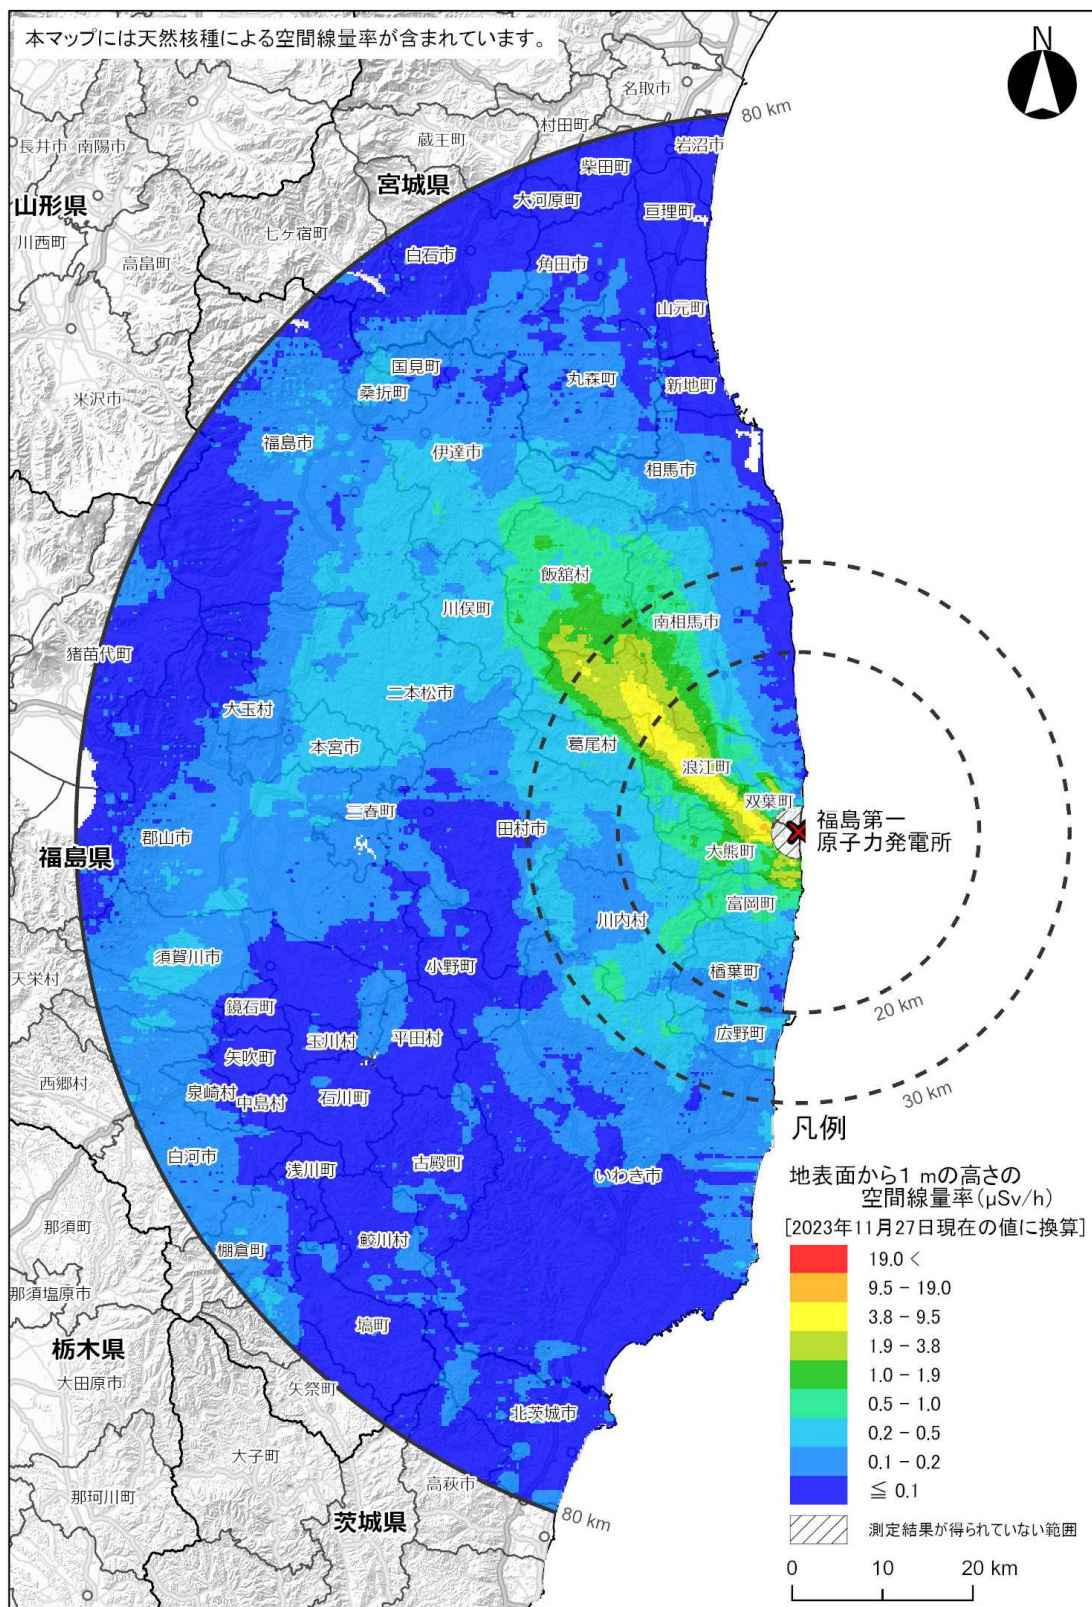 本マップには天然核種による空間線量率が含まれています。
N
名取市
80 km
村田町
岩沼市
蔵王町
長井市
南陽市
柴田町
宮城県
大河原町
山形県
亘理町
七ヶ宿町
川西町
白石市
角田市
高畠町
山元町
国見町
丸森町
新地町
桑折町
米沢市
福島市
伊達市
相馬市
飯舘村
川俣町
南相馬市
猪苗代町
二本松市
大玉村
本宮市
葛尾村
浪江町
双葉町
三春町
田村市
福島第一
原子力発電所
郡山市
福島県
大熊町
富岡町
川内村
須賀川市
小野町
楢葉町
天栄村
鏡石町
20 km
広野町
玉川村
平田村
矢吹町
西郷村
泉崎村
中島村
石川町
30 km
凡例
白河市
浅川町
古殿町
いわき市
地表面から1 mの高さの
空間線量率(μSv/h)
[2023年11月27日現在の値に換算]
那須町
棚倉町
鮫川村
19.0 <
9.5 - 19.0
那須塩原市
3.8 - 9.5
塙町
栃木県
1.9 - 3.8
大田原市
矢祭町
1.0 - 1.9
0.5 - 1.0
北茨城市
0.2 - 0.5
大子町
0.1 - 0.2
高萩市
≦ 0.1
那珂川町
茨城県
80 km
測定結果が得られていない範囲
0 10 20 km